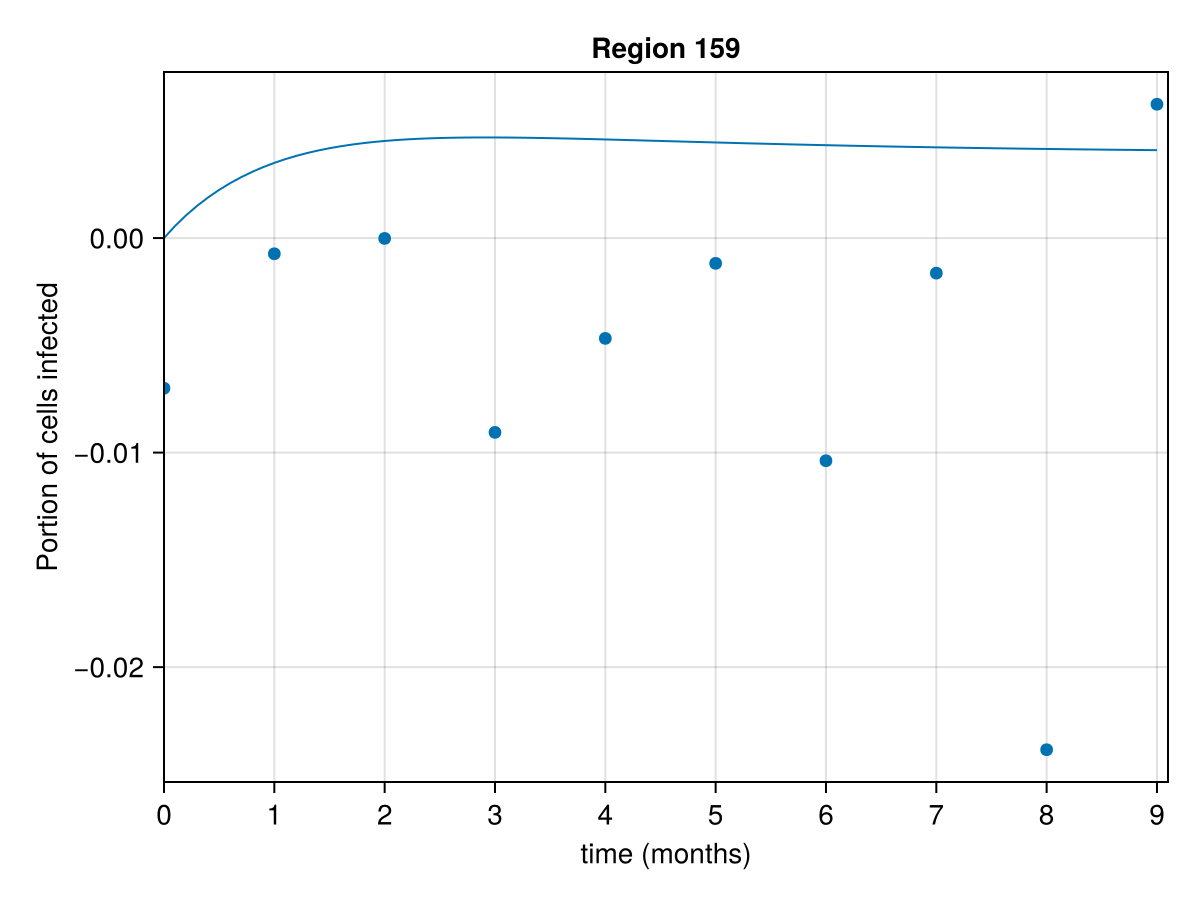 Region 159
Portion of cells infected
0.00
−0.01
−0.02
0 1 2 3 4 5 6 7 8 9
time (months)